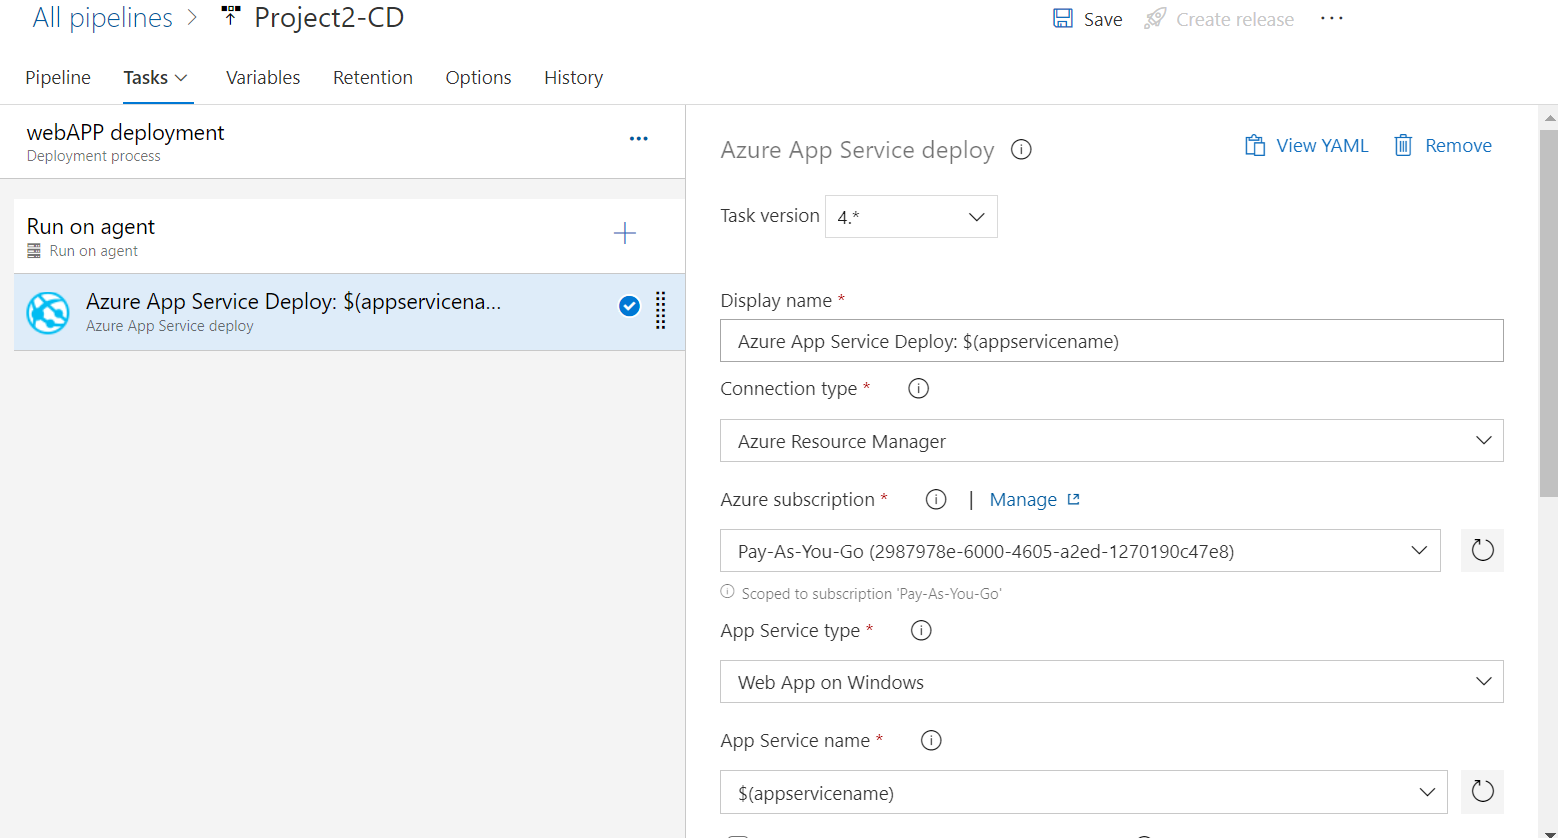 All pipelines > Project2-CD
Save Create release ...
Pipeline Tasks Variables Retention Options History
webAPP deployment
Deployment process
Run on agent
Run on agent
Azure App Service Deploy: $(appservicena...
Azure App Service deploy
Azure App Service deploy
View YAML Remove
Task version 4.*
Display name *
Azure App Service Deploy: $(appservicename)
Connection type *
Azure Resource Manager
Azure subscription * | Manage
Pay-As-You-Go (2987978e-6000-4605-a2ed-1270190c47e8)
Scoped to subscription 'Pay-As-You-Go'
App Service type *
Web App on Windows
App Service name *
$(appservicename)